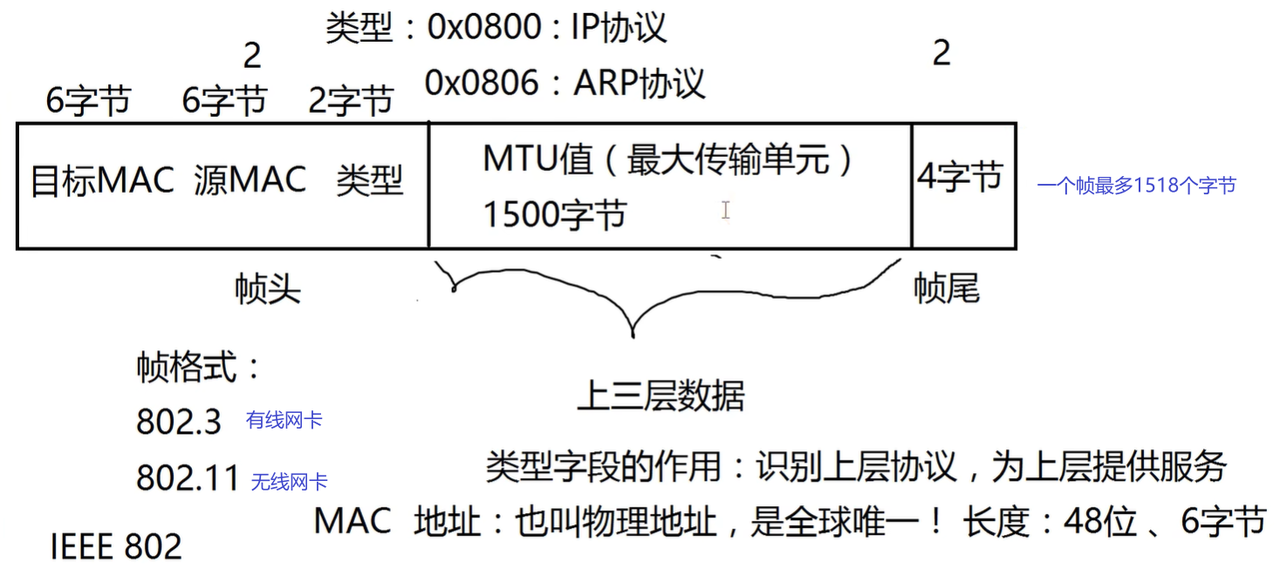 类型：0x0800：IP协议
2
2
0x0806：ARP协议
6字节 6字节 2字节
目标MAC 源MAC 类型
MTU值（最大传输单元）
1500字节
4字节
一个帧最多1518个字节
帧头
帧尾
帧格式：
上三层数据
802.3 有线网卡
802.11 无线网卡
类型字段的作用：识别上层协议，为上层提供服务
MAC 地址：也叫物理地址，是全球唯一！ 长度：48位、6字节
IEEE 802